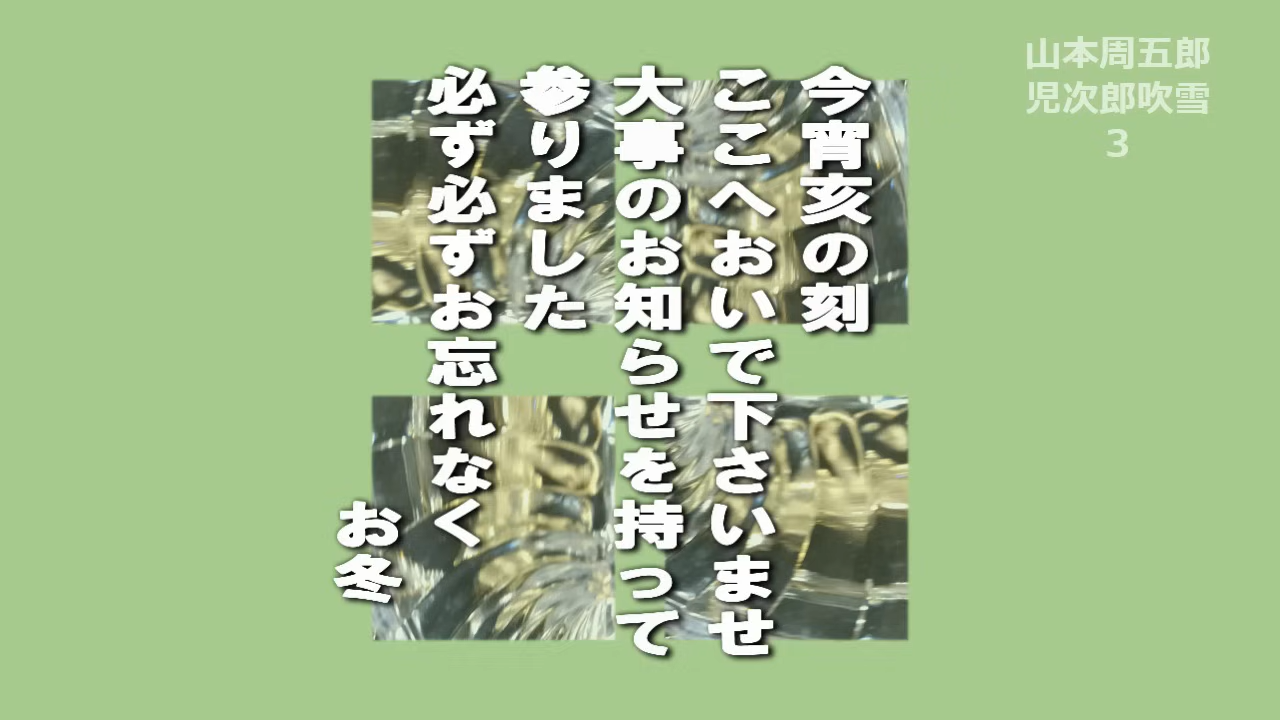 今宵亥の刻
ここへおいで下さいませ
大事のお知らせを持って
参りました
必ず必ずお忘れなく
お冬
山本周五郎
児次郎吹雪
3